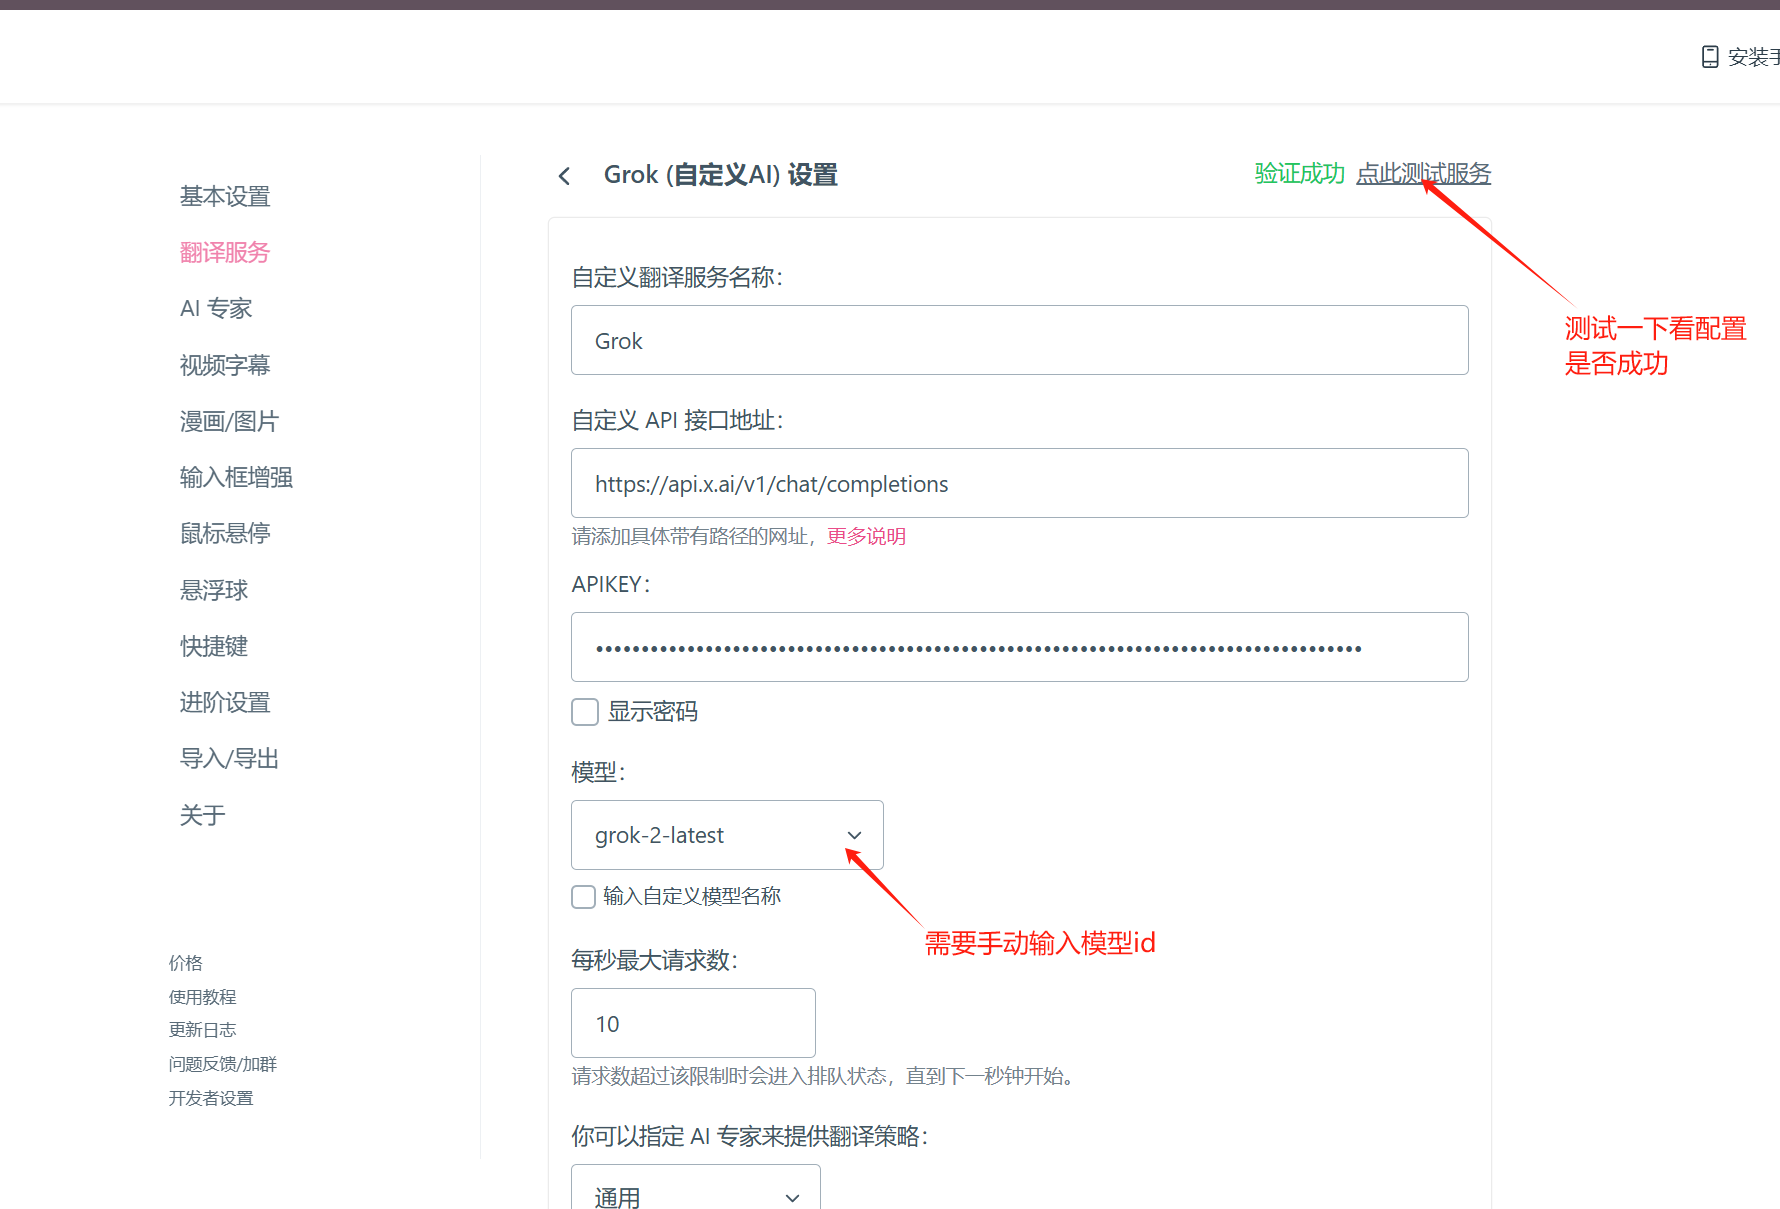 安装手
基本设置
翻译服务
AI 专家
视频字幕
漫画/图片
输入框增强
鼠标悬停
悬浮球
快捷键
进阶设置
导入/导出
关于
价格
使用教程
更新日志
问题反馈/加群
开发者设置
Grok (自定义AI) 设置
验证成功 点此测试服务
测试一下看配置
是否成功
自定义翻译服务名称：
Grok
自定义 API 接口地址：
https://api.x.ai/v1/chat/completions
请添加具体带有路径的网址，更多说明
APIKEY：
显示密码
模型：
grok-2-latest
输入自定义模型名称
需要手动输入模型id
每秒最大请求数：
10
请求数超过该限制时会进入排队状态，直到下一秒钟开始。
你可以指定 AI 专家来提供翻译策略：
通用